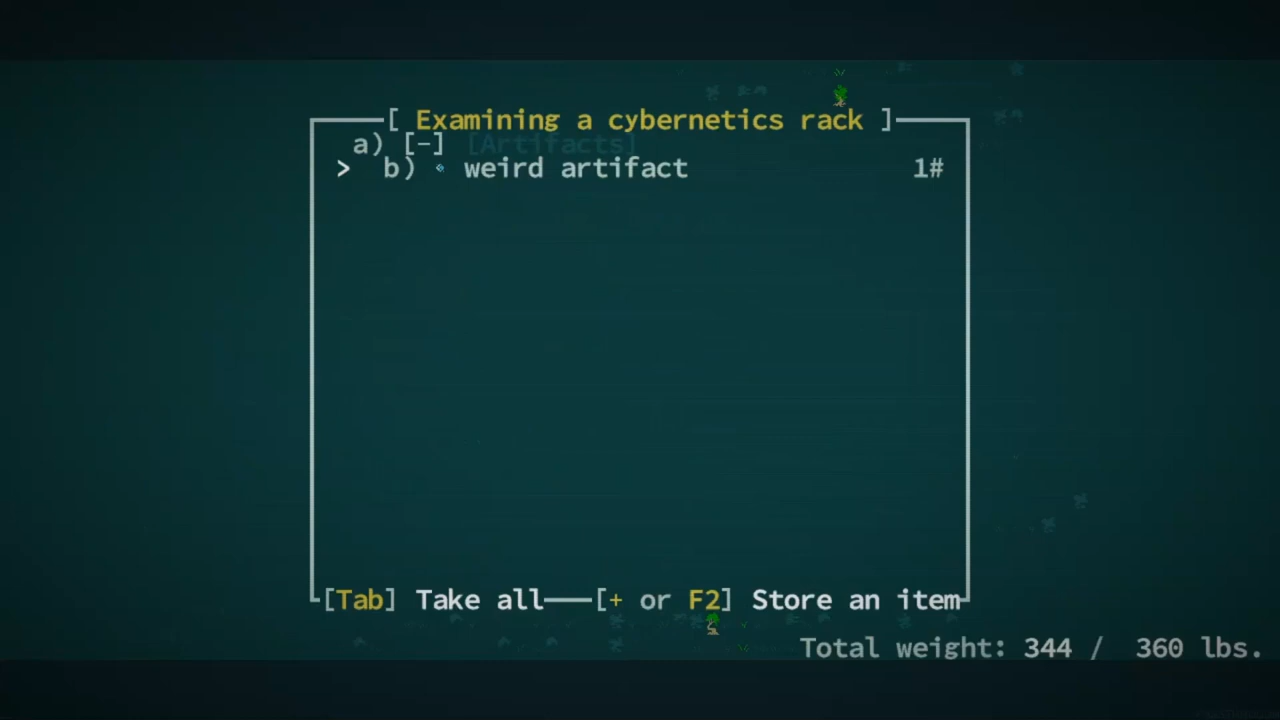 [ Examining a cybernetics rack ]
a) [-] [Artifacts]
> b) weird artifact 1#
[Tab] Take all [+ or F2] Store an item
Total weight: 344 / 360 lbs.